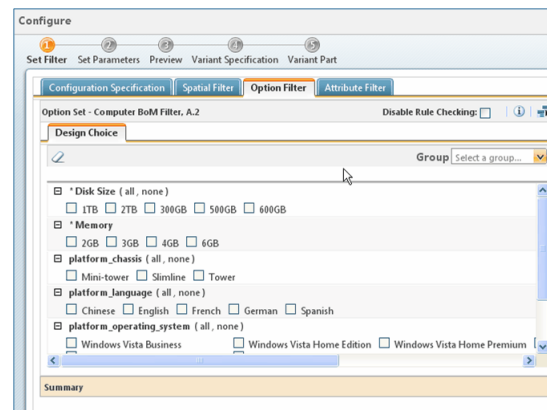 Configure
1 2 3 4 5
Set Filter Set Parameters Preview Variant Specification Variant Part
Configuration Specification Spatial Filter Option Filter Attribute Filter
Option Set - Computer BoM Filter, A.2 Disable Rule Checking:
Design Choice
Group Select a group...
* Disk Size ( all , none )
1TB 2TB 300GB 500GB 600GB
* Memory
2GB 3GB 4GB 6GB
platform_chassis ( all , none )
Mini-tower Slimline Tower
platform_language ( all , none )
Chinese English French German Spanish
platform_operating_system ( all , none )
Windows Vista Business Windows Vista Home Edition Windows Vista Home Premium
Summary